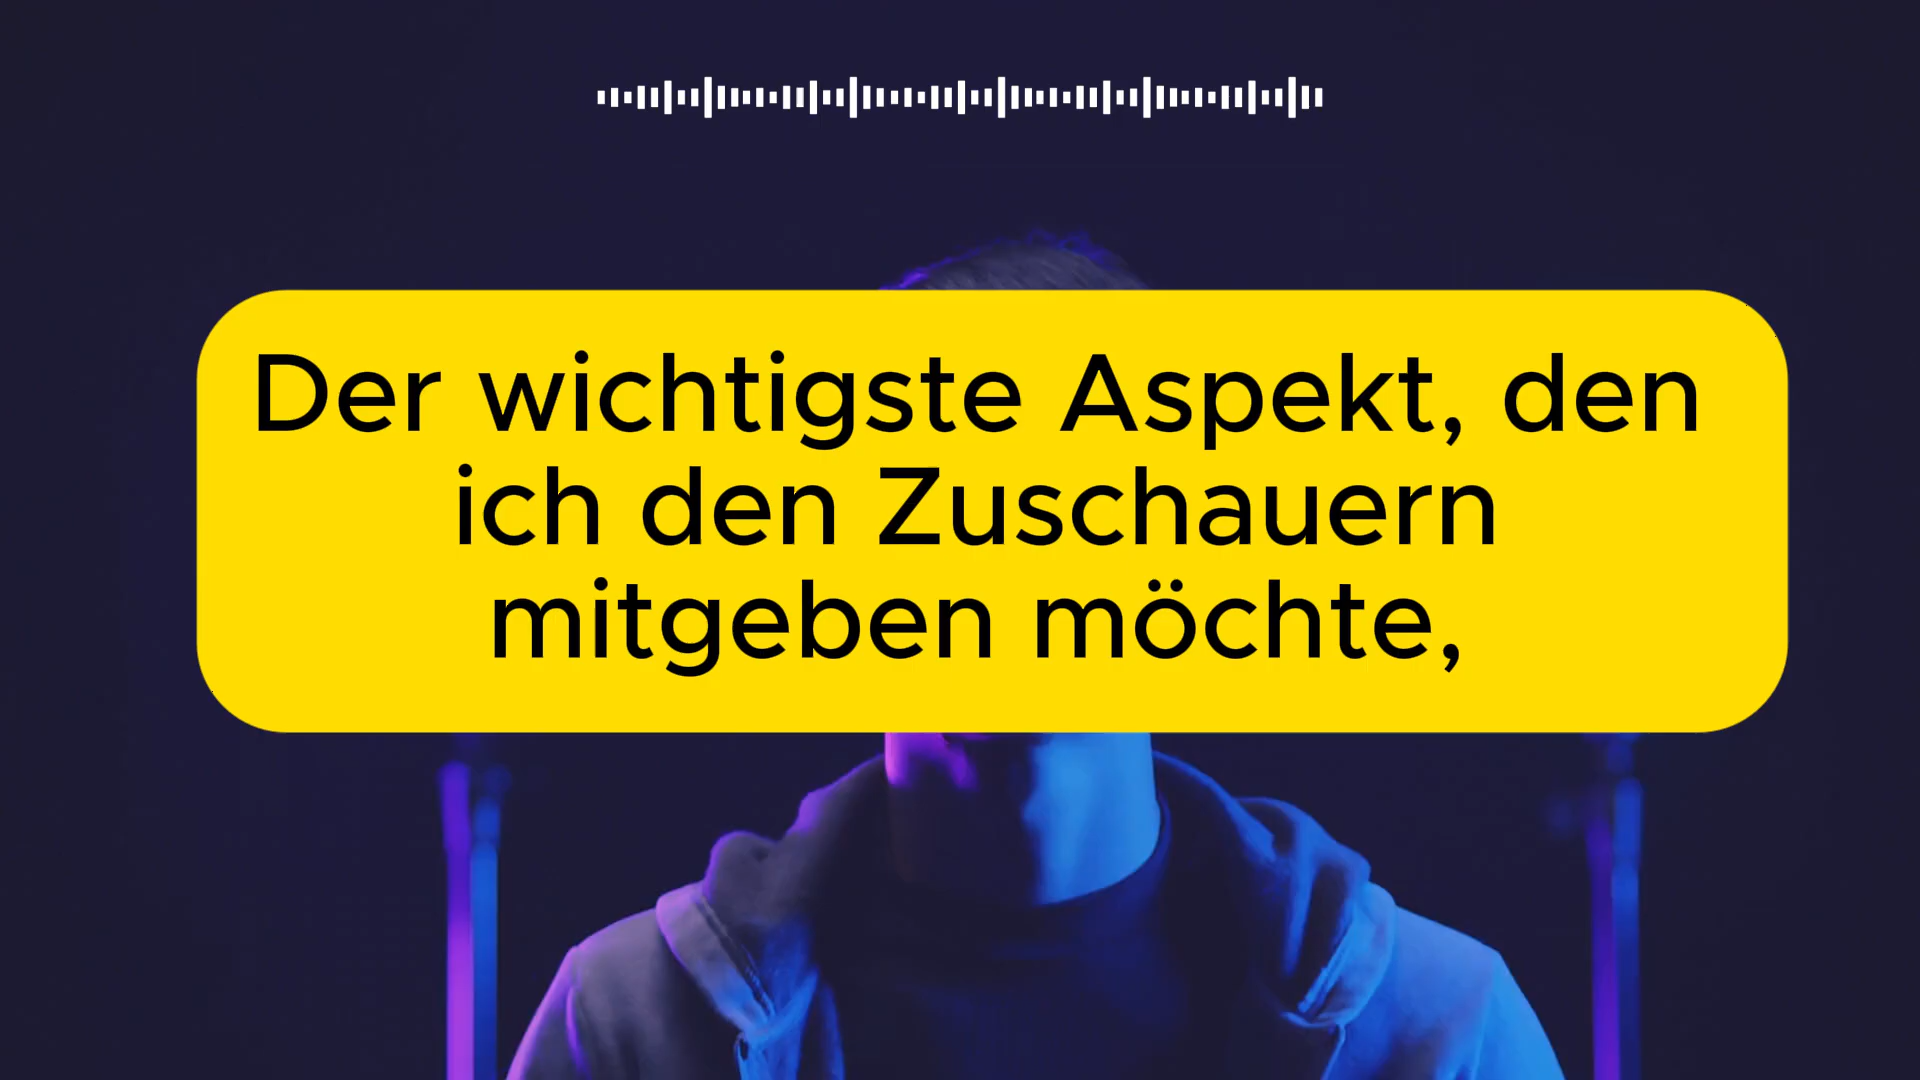 Der wichtigste Aspekt, den
ich den Zuschauern
mitgeben möchte,